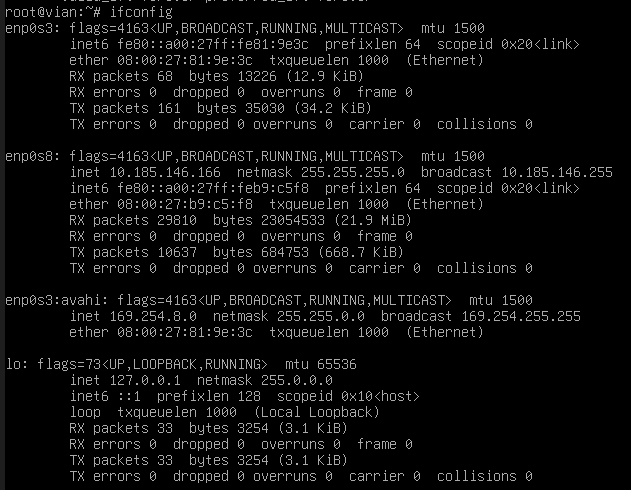 root@vian:~# ifconfig
enp0s3: flags=4163<UP,BROADCAST,RUNNING,MULTICAST>  mtu 1500
        inet6 fe80::a00:27ff:fe81:9e3c  prefixlen 64  scopeid 0x20<link>
        ether 08:00:27:81:9e:3c  txqueuelen 1000  (Ethernet)
        RX packets 68  bytes 13226 (12.9 KiB)
        RX errors 0  dropped 0  overruns 0  frame 0
        TX packets 161  bytes 35030 (34.2 KiB)
        TX errors 0  dropped 0 overruns 0  carrier 0  collisions 0
enp0s8: flags=4163<UP,BROADCAST,RUNNING,MULTICAST>  mtu 1500
        inet 10.185.146.166  netmask 255.255.255.0  broadcast 10.185.146.255
        inet6 fe80::a00:27ff:feb9:c5f8  prefixlen 64  scopeid 0x20<link>
        ether 08:00:27:b9:c5:f8  txqueuelen 1000  (Ethernet)
        RX packets 29810  bytes 23054533 (21.9 MiB)
        RX errors 0  dropped 0  overruns 0  frame 0
        TX packets 10637  bytes 684753 (668.7 KiB)
        TX errors 0  dropped 0 overruns 0  carrier 0  collisions 0
enp0s3:avahi: flags=4163<UP,BROADCAST,RUNNING,MULTICAST>  mtu 1500
        inet 169.254.8.0  netmask 255.255.0.0  broadcast 169.254.255.255
        ether 08:00:27:81:9e:3c  txqueuelen 1000  (Ethernet)
lo: flags=73<UP,LOOPBACK,RUNNING>  mtu 65536
        inet 127.0.0.1  netmask 255.0.0.0
        inet6 ::1  prefixlen 128  scopeid 0x10<host>
        loop  txqueuelen 1000  (Local Loopback)
        RX packets 33  bytes 3254 (3.1 KiB)
        RX errors 0  dropped 0  overruns 0  frame 0
        TX packets 33  bytes 3254 (3.1 KiB)
        TX errors 0  dropped 0 overruns 0  carrier 0  collisions 0